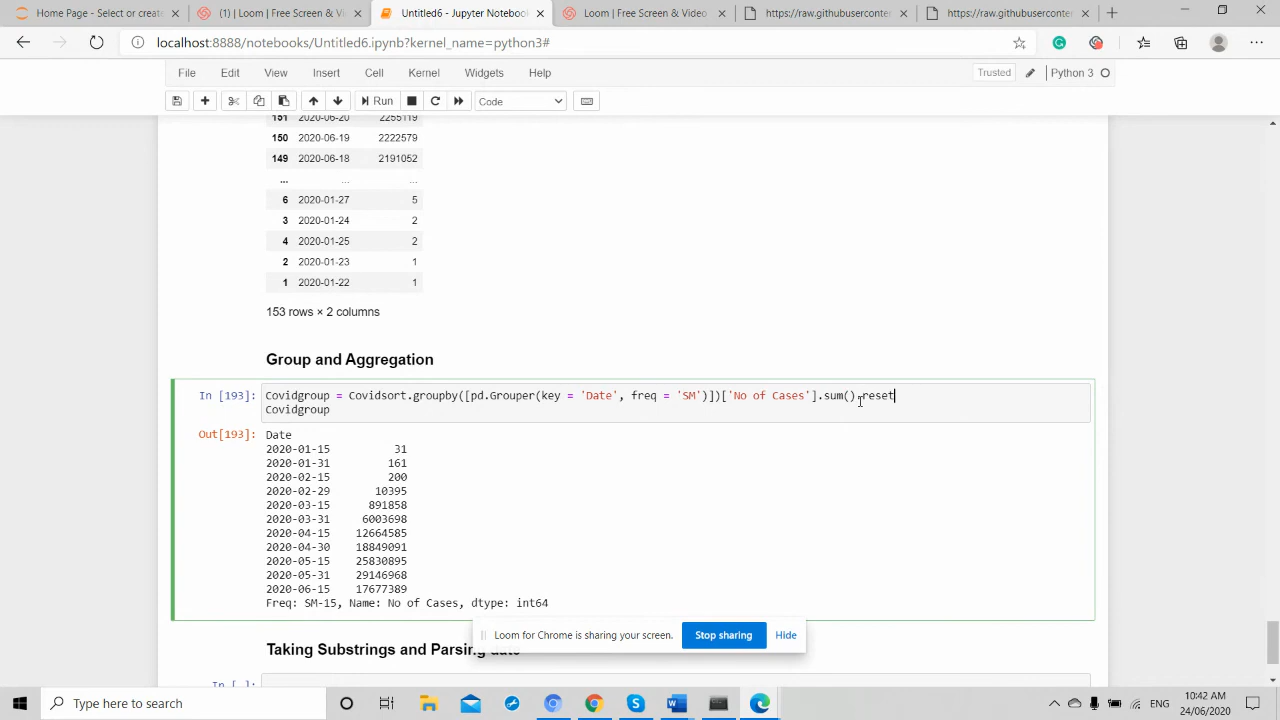 Home Page - Select or create
(1) Loom | Free Screen & Vide
Untitled6 - Jupyter Notebook
Loom | Free Screen & Video
https://raw.githubuserconter
https://raw.githubuserconter
localhost:8888/notebooks/Untitled6.ipynb?kernel_name=python3#
File Edit View Insert Cell Kernel Widgets Help
Trusted
Python 3
Run
Code
151 2020-06-20 2255119
150 2020-06-19 2222579
149 2020-06-18 2191052
... ... ...
6 2020-01-27 5
3 2020-01-24 2
4 2020-01-25 2
2 2020-01-23 1
1 2020-01-22 1
153 rows × 2 columns
Group and Aggregation
In [193]: Covidgroup = Covidsort.groupby([pd.Grouper(key = 'Date', freq = 'SM')])['No of Cases'].sum().reset
Covidgroup
Out[193]: Date
2020-01-15 31
2020-01-31 161
2020-02-15 200
2020-02-29 10395
2020-03-15 891858
2020-03-31 6003698
2020-04-15 12664585
2020-04-30 18849091
2020-05-15 25830895
2020-05-31 29146968
2020-06-15 17677389
Freq: SM-15, Name: No of Cases, dtype: int64
Loom for Chrome is sharing your screen.
Stop sharing
Hide
Taking Substrings and Parsing date
In [ ]:
Type here to search
ENG
10:42 AM
24/06/2020